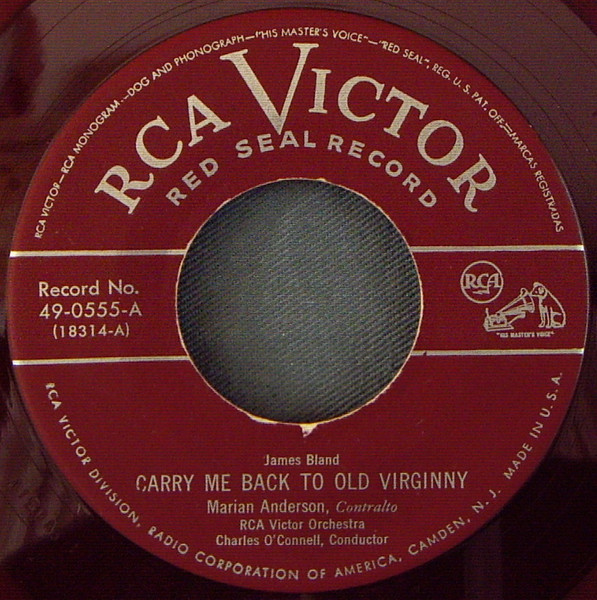 RCA VICTOR—RCA MONOGRAM—DOG AND PHONOGRAPH—"HIS MASTER'S VOICE"—"RED SEAL", REG. U. S. PAT. OFF.—MARCAS REGISTRADAS
RCA VICTOR
RED SEAL RECORD
Record No.
49-0555-A
(18314-A)
RCA
"HIS MASTER'S VOICE"
James Bland
CARRY ME BACK TO OLD VIRGINNY
Marian Anderson, Contralto
RCA Victor Orchestra
Charles O'Connell, Conductor
RCA VICTOR DIVISION, RADIO CORPORATION OF AMERICA, CAMDEN, N. J. MADE IN U. S. A.